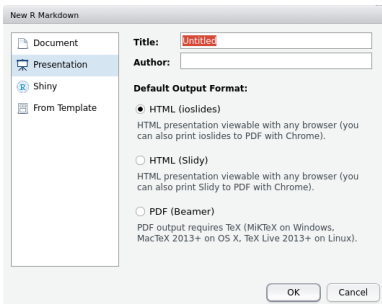 New R Markdown
Document
Presentation
Shiny
From Template
Title: Untitled
Author:
Default Output Format:
HTML (ioslides)
HTML presentation viewable with any browser (you
can also print ioslides to PDF with Chrome).
HTML (Slidy)
HTML presentation viewable with any browser (you
can also print Slidy to PDF with Chrome).
PDF (Beamer)
PDF output requires TeX (MiKTeX on Windows,
MacTeX 2013+ on OS X, TeX Live 2013+ on Linux).
OK Cancel